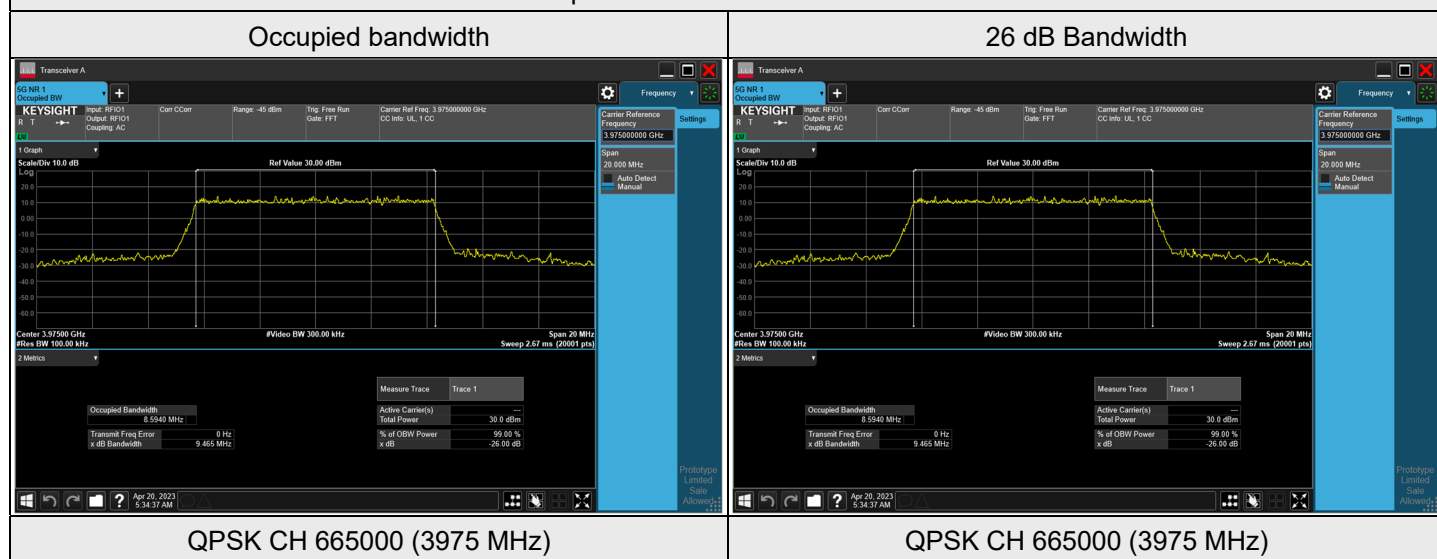 Occupied bandwidth
26 dB Bandwidth
Transceiver A
5G NR 1
Occupied BW
Frequency
KEYSIGHT
R T
LV
Input: RFIO1
Output: RFIO1
Coupling: AC
Corr CCorr
Range: -45 dBm
Trig: Free Run
Gate: FFT
Carrier Ref Freq: 3.975000000 GHz
CC Info: UL, 1 CC
Carrier Reference
Frequency
3.975000000 GHz
Settings
Span
20.000 MHz
Auto Detect
Manual
1 Graph
Scale/Div 10.0 dB
Ref Value 30.00 dBm
Log
20.0
10.0
0.00
-10.0
-20.0
-30.0
-40.0
-50.0
-60.0
Center 3.97500 GHz
#Video BW 300.00 kHz
Span 20 MHz
#Res BW 100.00 kHz
Sweep 2.67 ms (20001 pts)
2 Metrics
Measure Trace Trace 1
Occupied Bandwidth
8.5940 MHz
Active Carrier(s) ---
Total Power 30.0 dBm
Transmit Freq Error 0 Hz
x dB Bandwidth 9.465 MHz
% of OBW Power 99.00 %
x dB -26.00 dB
Prototype
Limited
Sale
Allowed
Apr 20, 2023
5:34:37 AM
Transceiver A
5G NR 1
Occupied BW
Frequency
KEYSIGHT
R T
LV
Input: RFIO1
Output: RFIO1
Coupling: AC
Corr CCorr
Range: -45 dBm
Trig: Free Run
Gate: FFT
Carrier Ref Freq: 3.975000000 GHz
CC Info: UL, 1 CC
Carrier Reference
Frequency
3.975000000 GHz
Settings
Span
20.000 MHz
Auto Detect
Manual
1 Graph
Scale/Div 10.0 dB
Ref Value 30.00 dBm
Log
20.0
10.0
0.00
-10.0
-20.0
-30.0
-40.0
-50.0
-60.0
Center 3.97500 GHz
#Video BW 300.00 kHz
Span 20 MHz
#Res BW 100.00 kHz
Sweep 2.67 ms (20001 pts)
2 Metrics
Measure Trace Trace 1
Occupied Bandwidth
8.5940 MHz
Active Carrier(s) ---
Total Power 30.0 dBm
Transmit Freq Error 0 Hz
x dB Bandwidth 9.465 MHz
% of OBW Power 99.00 %
x dB -26.00 dB
Prototype
Limited
Sale
Allowed
Apr 20, 2023
5:34:37 AM
QPSK CH 665000 (3975 MHz)
QPSK CH 665000 (3975 MHz)